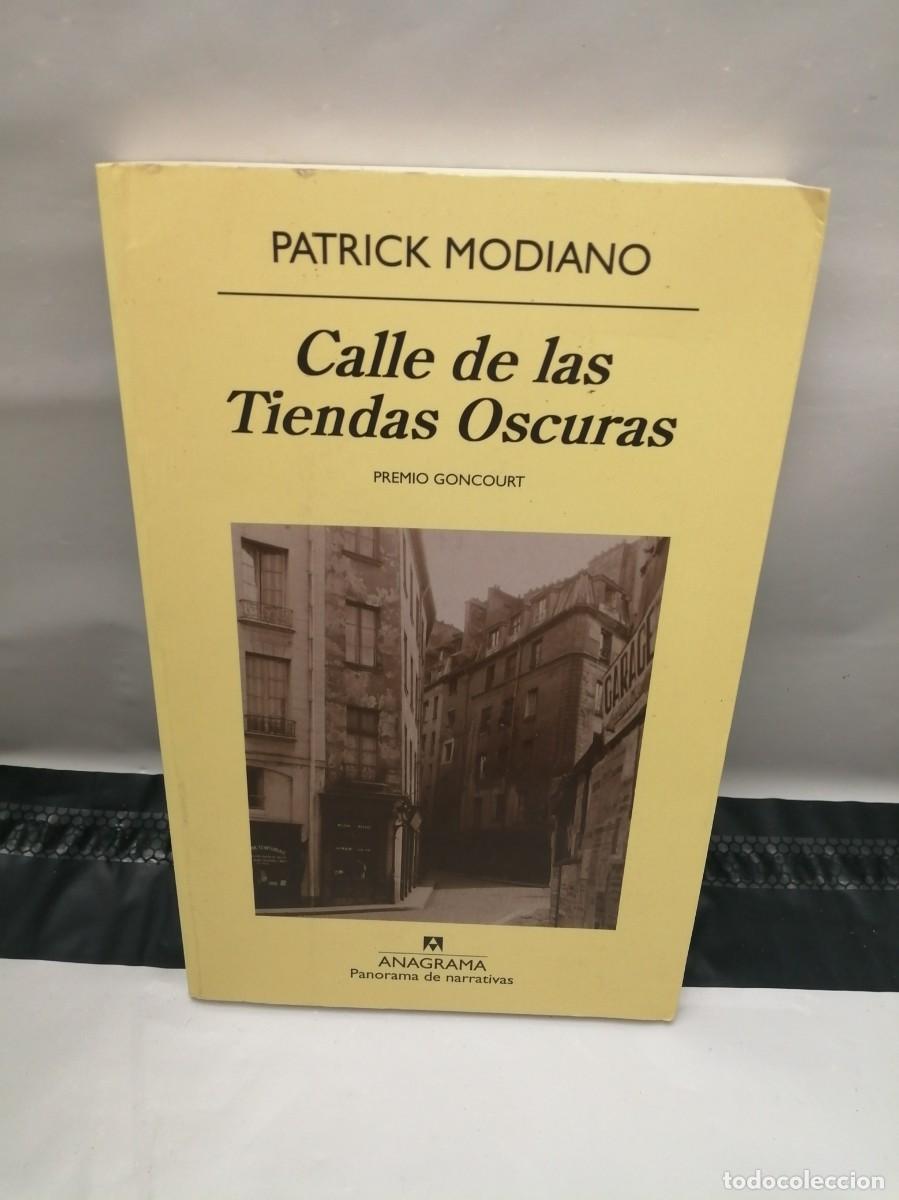 PATRICK MODIANO
Calle de las
Tiendas Oscuras
PREMIO GONCOURT
GARAGE
ANAGRAMA
Panorama de narrativas
todocoleccion